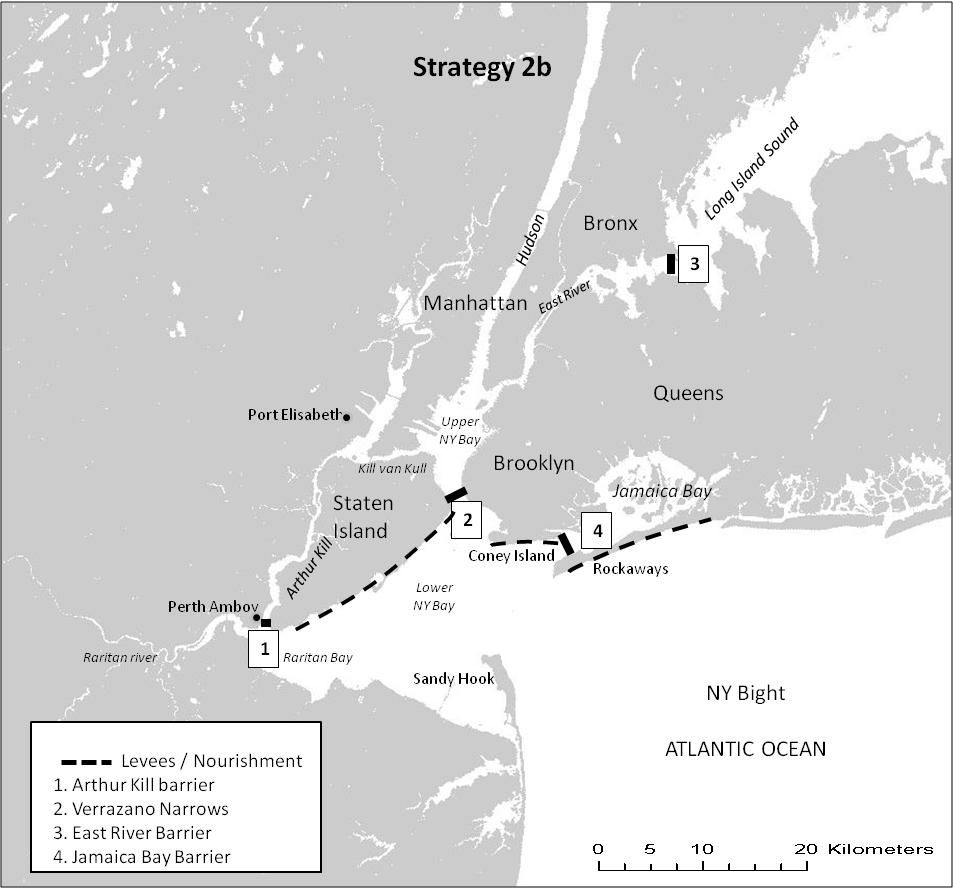 Strategy 2b
Long Island Sound
Hudson
Bronx
3
East River
Manhattan
Queens
Port Elisabeth
Upper
NY Bay
Kill van Kull
Brooklyn
Jamaica Bay
Staten
Island
2
4
Coney Island
Rockaways
Arthur Kill
Lower
NY Bay
Perth Amboy
1
Raritan river
Raritan Bay
Sandy Hook
NY Bight
ATLANTIC OCEAN
Levees / Nourishment
1. Arthur Kill barrier
2. Verrazano Narrows
3. East River Barrier
4. Jamaica Bay Barrier
0 5 10 20 Kilometers